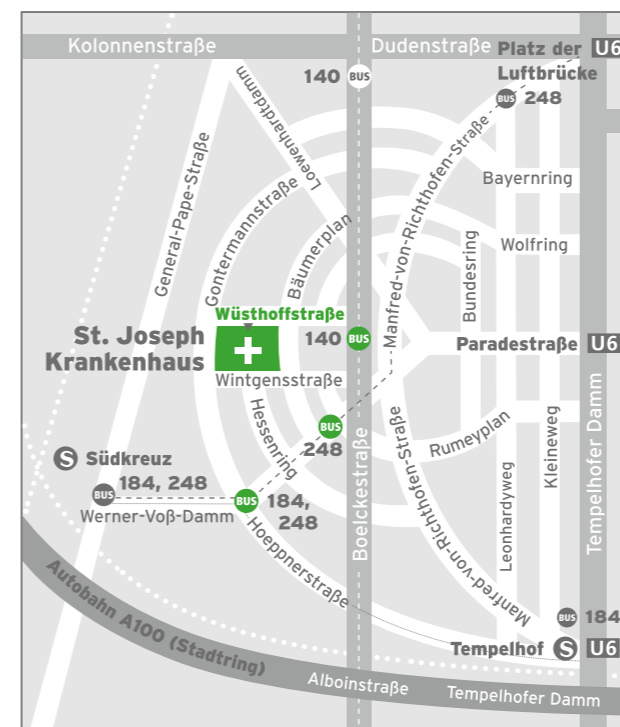 Kolonnenstraße
Dudenstraße
Platz der U6
Luftbrücke
140 BUS
BUS 248
Loewenhardtdamm
General-Pape-Straße
Gontermannstraße
Bäumerplan
Manfred-von-Richthofen-Straße
Bayernring
Wolfring
Bundesring
Wüsthoffstraße
St. Joseph
Krankenhaus
140 BUS
Paradestraße U6
Wintgensstraße
Hessenring
BUS
248
Boelckestraße
Manfred-von-Richthofen-Straße
Rumeyplan
Kleineweg
Leonhardyweg
Tempelhofer Damm
S Südkreuz
BUS 184, 248
Werner-Voß-Damm
BUS 184,
248
Hoeppnerstraße
BUS 184
Tempelhof S U6
Autobahn A100 (Stadtring)
Alboinstraße
Tempelhofer Damm